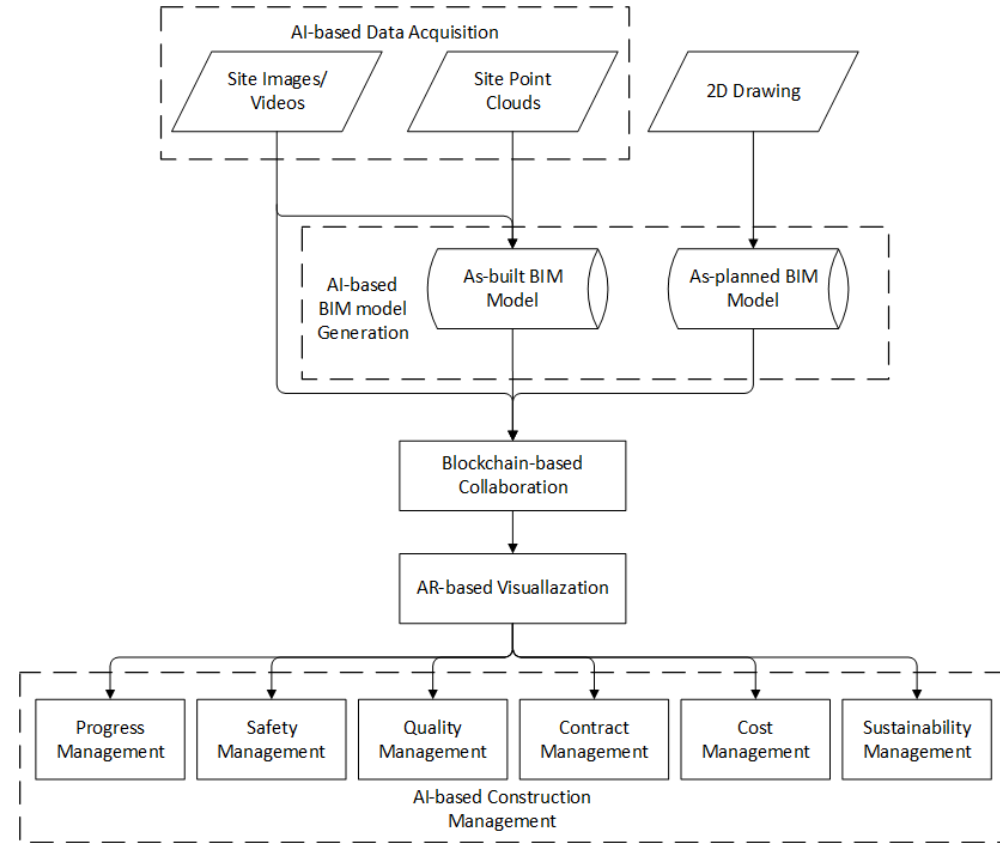 AI-based Data Acquisition
Site Images/
Videos
Site Point
Clouds
2D Drawing
AI-based
BIM model
Generation
As-built BIM
Model
As-planned BIM
Model
Blockchain-based
Collaboration
AR-based Visuallazation
Progress
Management
Safety
Management
Quality
Management
Contract
Management
Cost
Management
Sustainability
Management
AI-based Construction
Management